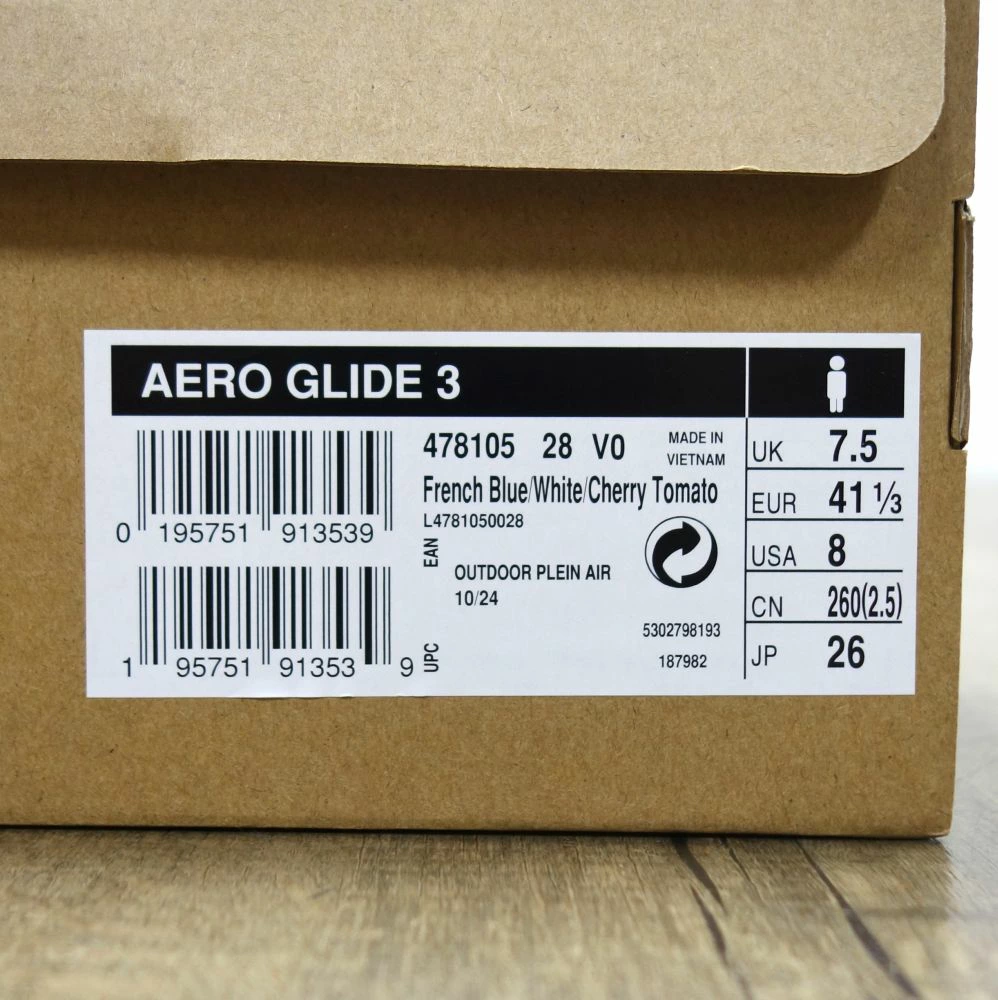 AERO GLIDE 3
0 195751 913539
1 95751 91353 9
EAN
UPC
478105 28 V0
MADE IN
VIETNAM
French Blue/White/Cherry Tomato
L4781050028
OUTDOOR PLEIN AIR
10/24
5302798193
187982
UK 7.5
EUR 41 ⅓
USA 8
CN 260(2.5)
JP 26